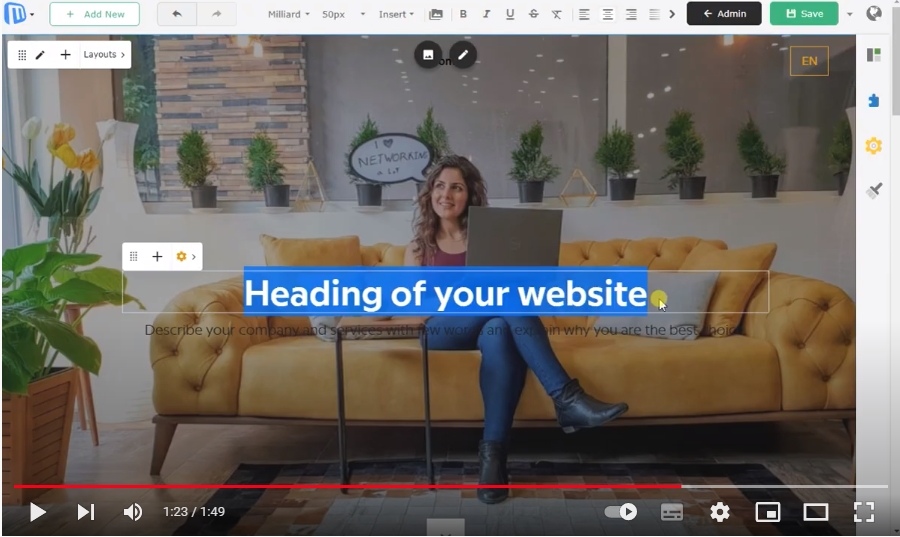 Add New
Milliard 50px Insert B I U S Admin Save
Layouts
EN
I ♥
NETWORKING
A LOT
Heading of your website
Describe your company and services with few words and explain why you are the best choice
1:23 / 1:49